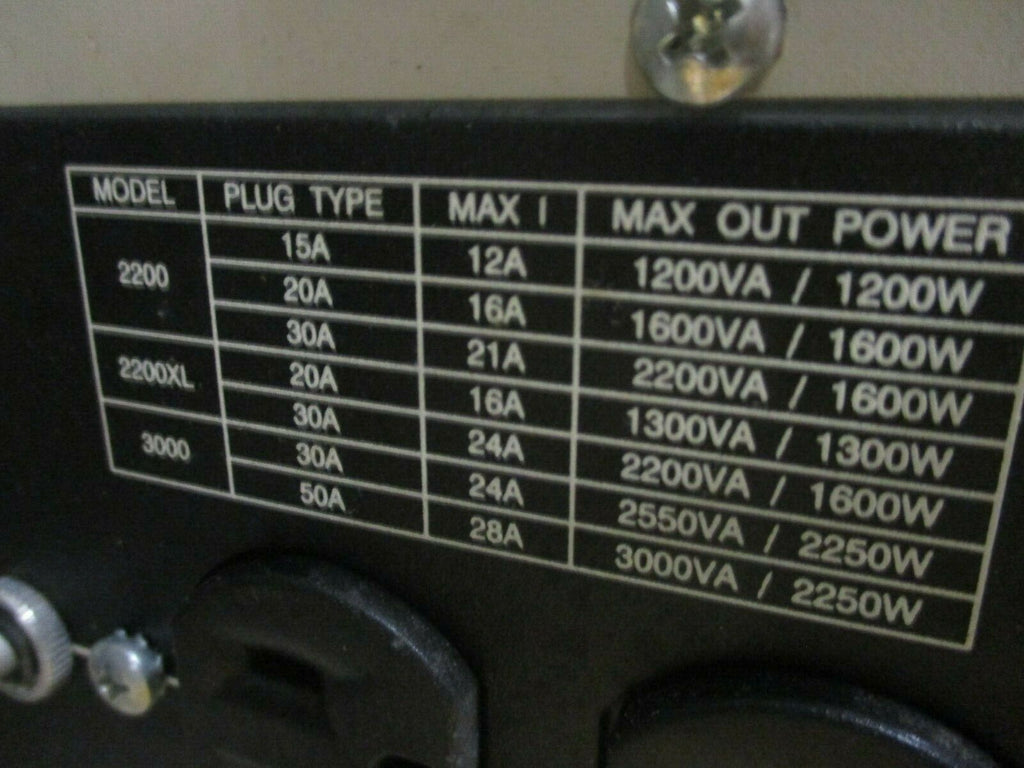 MODEL PLUG TYPE MAX I MAX OUT POWER
2200 15A 12A 1200VA / 1200W
20A 16A 1600VA / 1600W
30A 21A 2200VA / 1600W
2200XL 20A 16A 1300VA / 1300W
30A 24A 2200VA / 1600W
3000 30A 24A 2550VA / 2250W
50A 28A 3000VA / 2250W